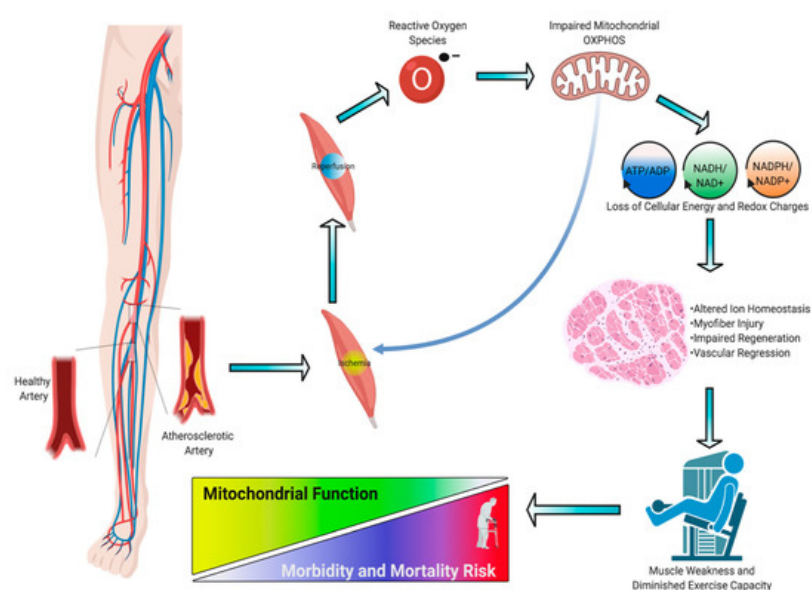 Reactive Oxygen
Species
O
Impaired Mitochondrial
OXPHOS
Reperfusion
ATP/ADP
NADH/
NAD+
NADPH/
NADP+
Loss of Cellular Energy and Redox Charges
•Altered Ion Homeostasis
•Myofiber Injury
•Impaired Regeneration
•Vascular Regression
Ischemia
Healthy
Artery
Atherosclerotic
Artery
Mitochondrial Function
Morbidity and Mortality Risk
Muscle Weakness and
Diminished Exercise Capacity